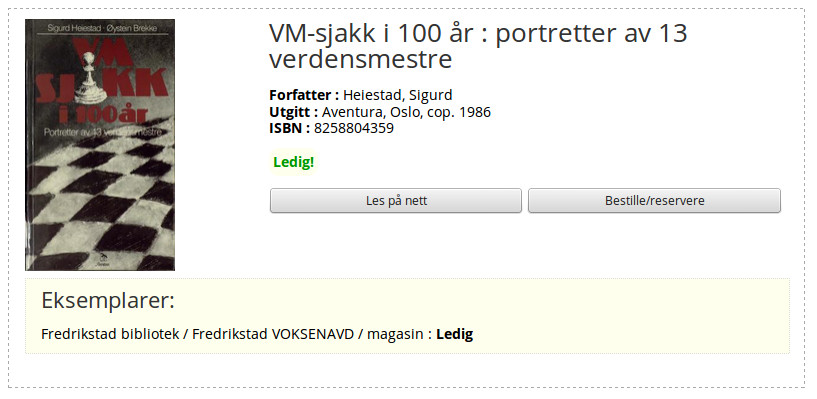 Sigurd Heiestad · Øystein Brekke
VM
SJAKK
i 100 år
Portretter av 13 verdensmestre
VM-sjakk i 100 år : portretter av 13
verdensmestre
Forfatter : Heiestad, Sigurd
Utgitt : Aventura, Oslo, cop. 1986
ISBN : 8258804359
Ledig!
Les på nett
Bestille/reservere
Eksemplarer:
Fredrikstad bibliotek / Fredrikstad VOKSENAVD / magasin : Ledig